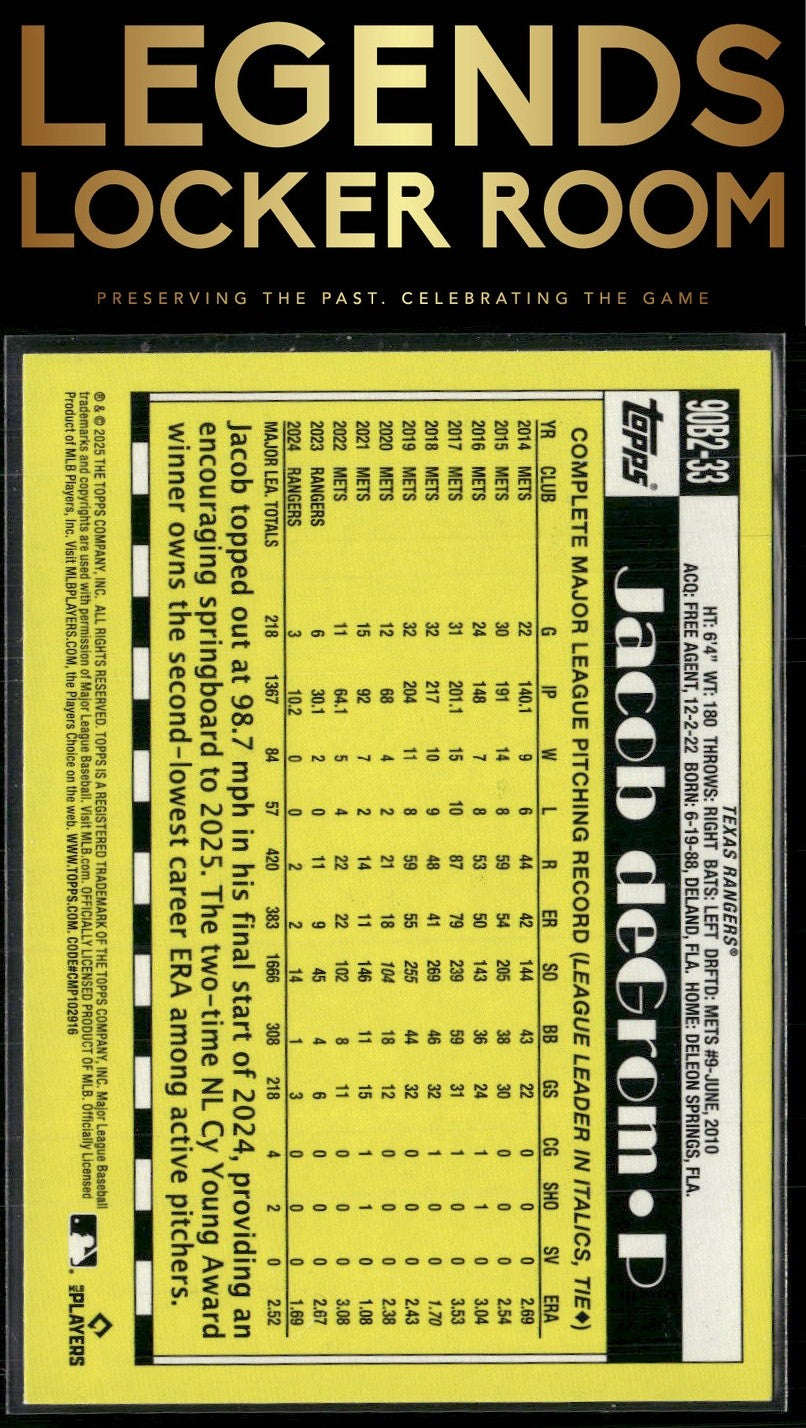 LEGENDS
LOCKER ROOM
PRESERVING THE PAST. CELEBRATING THE GAME
90B2-33
TEXAS RANGERS®
HT: 6'4" WT: 180 THROWS: RIGHT BATS: LEFT DRFTD: METS #9-JUNE, 2010
ACQ: FREE AGENT, 12-2-22 BORN: 6-19-88, DELAND, FLA. HOME: DELEON SPRINGS, FLA.
topps®
Jacob deGrom • P
COMPLETE MAJOR LEAGUE PITCHING RECORD (LEAGUE LEADER IN ITALICS, TIE◆)
YR CLUB G IP W L R ER SO BB GS CG SHO SV ERA
2014 METS 22 140.1 9 6 44 42 144 43 22 0 0 0 2.69
2015 METS 30 191 14 8 59 54 205 38 30 0 0 0 2.54
2016 METS 24 148 7 8 53 50 143 36 24 1 1 0 3.04
2017 METS 31 201.1 15 10 87 79 239 59 31 1 0 0 3.53
2018 METS 32 217 10 9 48 41 269 46 32 1 0 0 1.70
2019 METS 32 204 11 8 59 55 255 44 32 0 0 0 2.43
2020 METS 12 68 4 2 21 18 104 18 12 0 0 0 2.38
2021 METS 15 92 7 2 14 11 146 11 15 1 1 0 1.08
2022 METS 11 64.1 5 4 22 22 102 8 11 0 0 0 3.08
2023 RANGERS 6 30.1 2 0 11 9 45 4 6 0 0 0 2.67
2024 RANGERS 3 10.2 0 0 2 2 14 1 3 0 0 0 1.69
MAJOR LEA. TOTALS 218 1367 84 57 420 383 1666 308 218 4 2 0 2.52
Jacob topped out at 98.7 mph in his final start of 2024, providing an
encouraging springboard to 2025. The two-time NL Cy Young Award
winner owns the second-lowest career ERA among active pitchers.
® & © 2025 THE TOPPS COMPANY, INC. ALL RIGHTS RESERVED. TOPPS IS A REGISTERED TRADEMARK OF THE TOPPS COMPANY, INC. Major League Baseball
trademarks and copyrights are used with permission of Major League Baseball. Visit MLB.com. OFFICIALLY LICENSED PRODUCT OF MLB. Officially Licensed
Product of MLB Players, Inc. Visit MLBPLAYERS.COM, the Players Choice on the web. WWW.TOPPS.COM. CODE#CMP102916
MLB PLAYERS